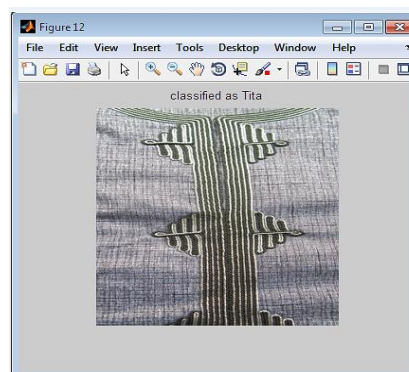 Figure 12
File Edit View Insert Tools Desktop Window Help
classified as Tita